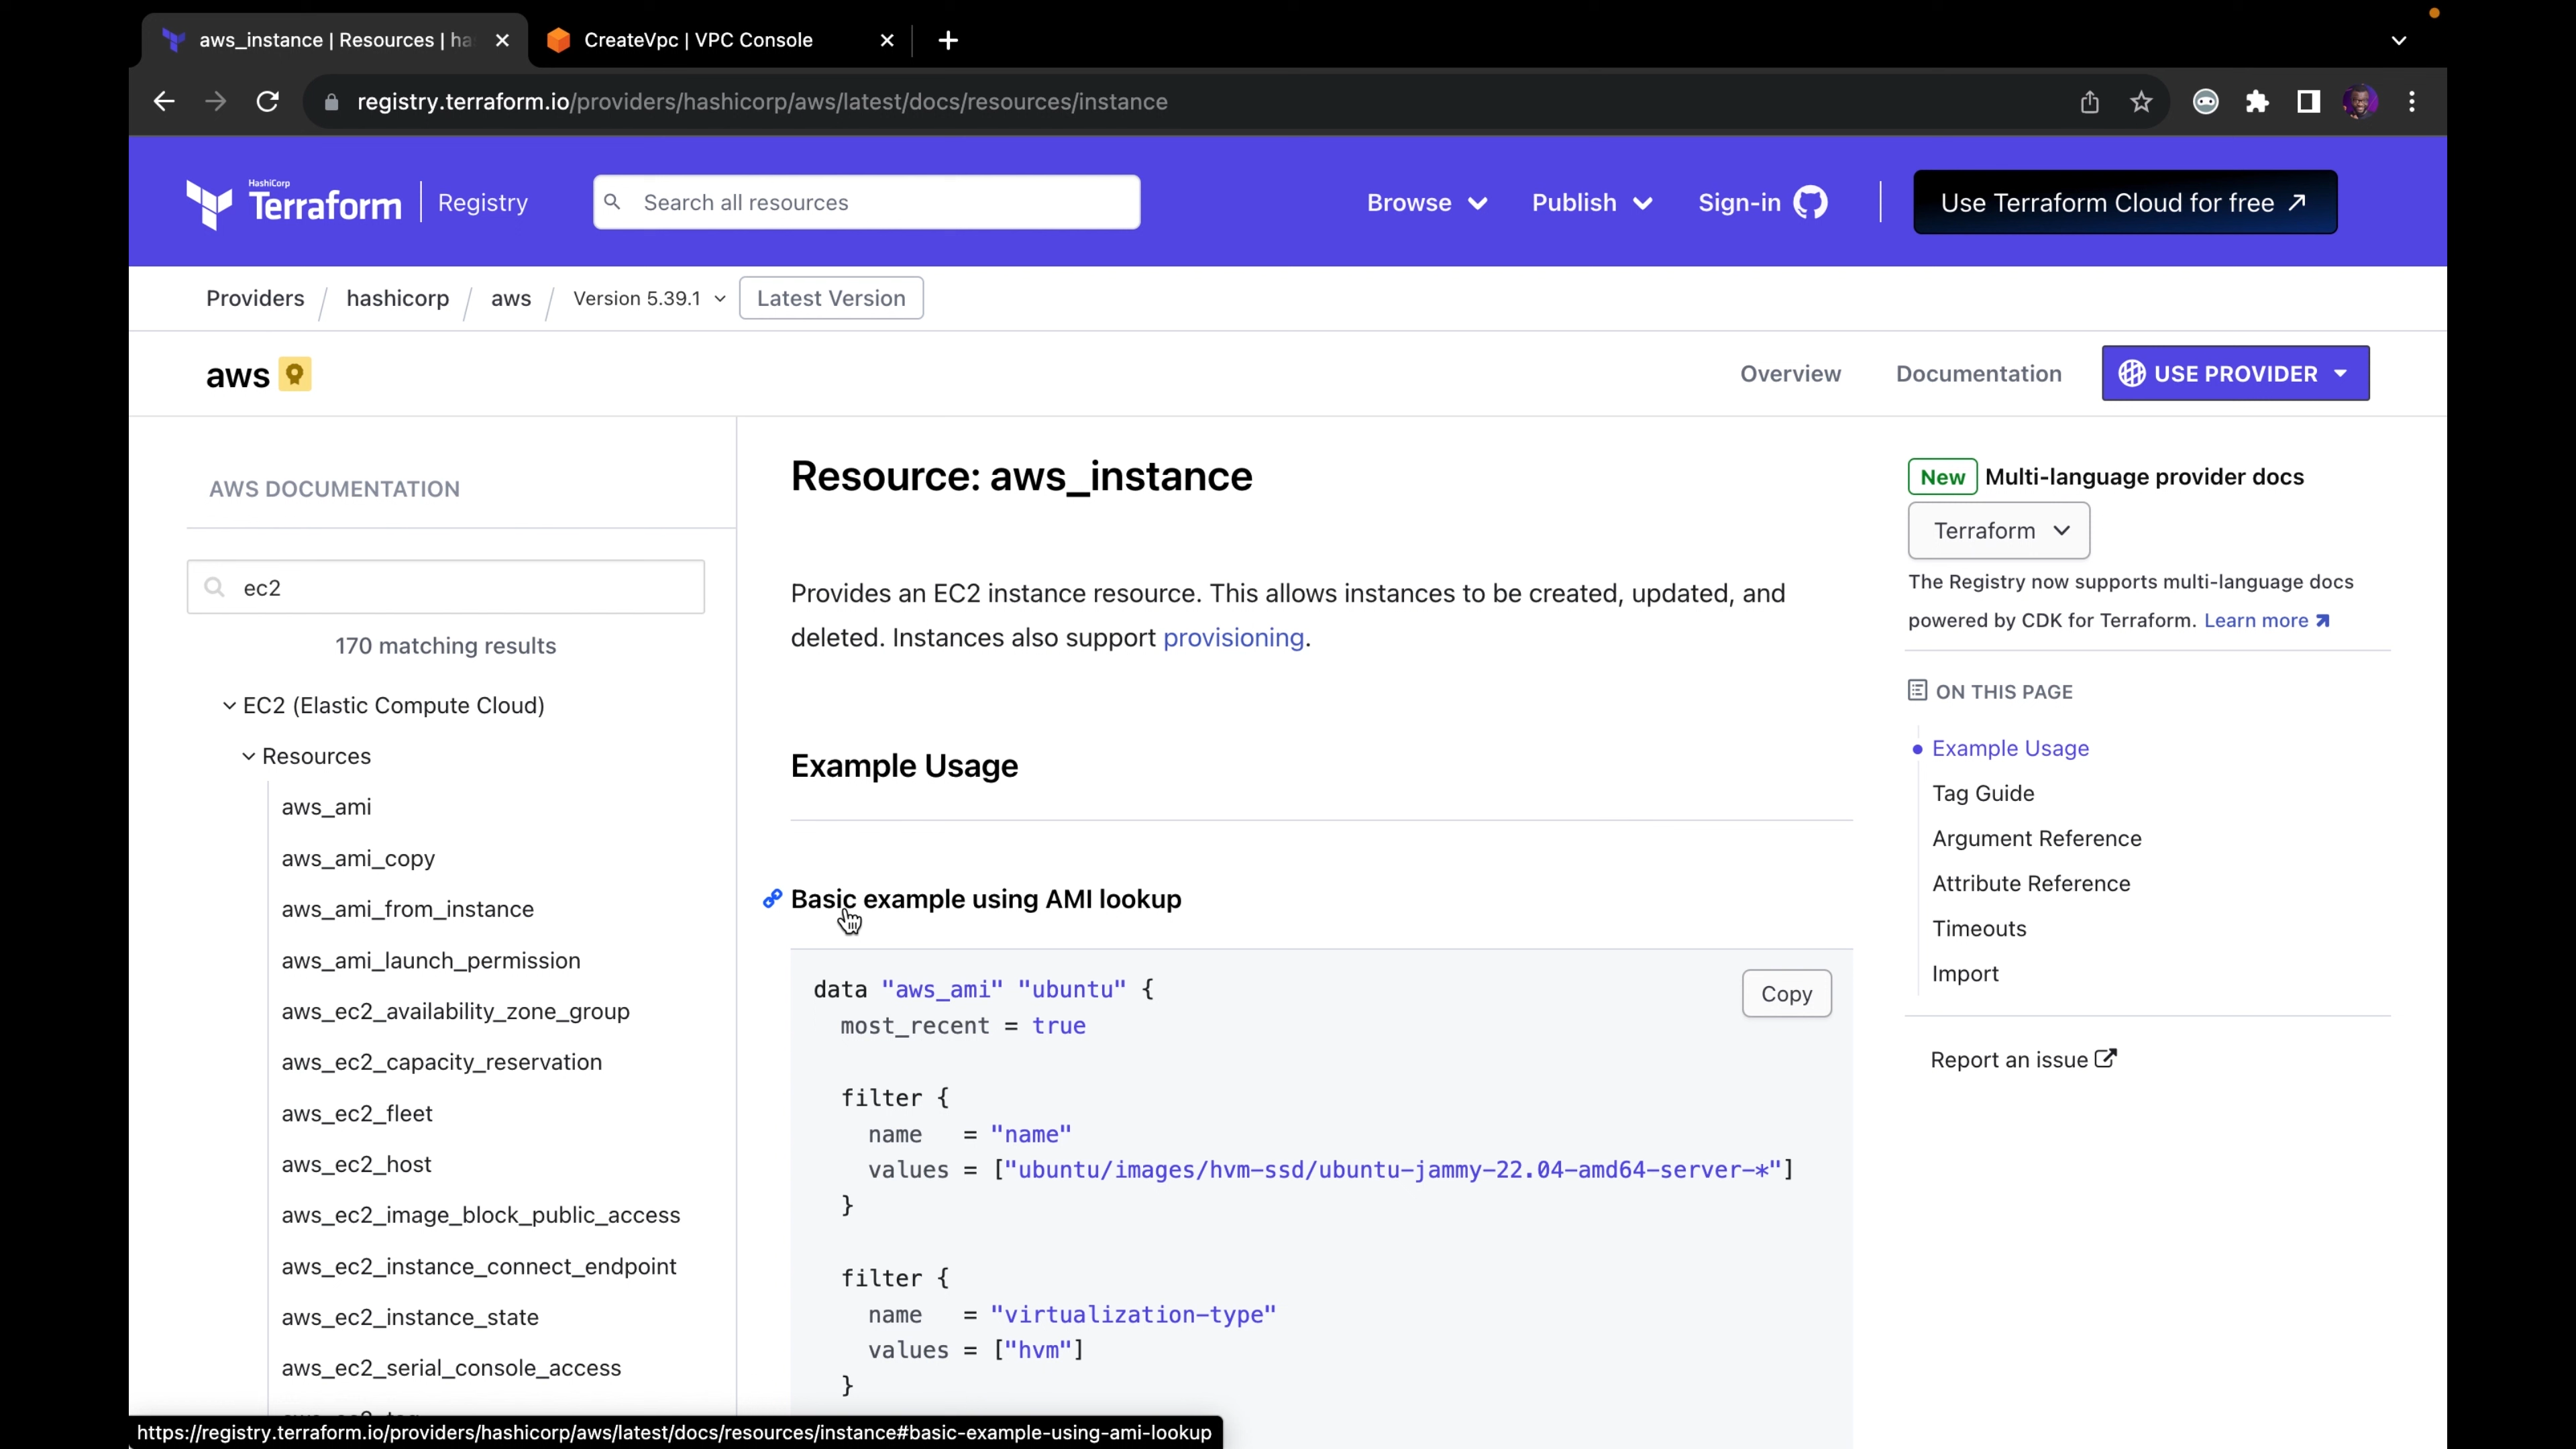 aws_instance | Resources | ha
CreateVpc | VPC Console
registry.terraform.io/providers/hashicorp/aws/latest/docs/resources/instance
HashiCorp
Terraform
Registry
Search all resources
Browse
Publish
Sign-in
Use Terraform Cloud for free
Providers / hashicorp / aws / Version 5.39.1
Latest Version
aws
Overview
Documentation
USE PROVIDER
AWS DOCUMENTATION
ec2
170 matching results
EC2 (Elastic Compute Cloud)
Resources
aws_ami
aws_ami_copy
aws_ami_from_instance
aws_ami_launch_permission
aws_ec2_availability_zone_group
aws_ec2_capacity_reservation
aws_ec2_fleet
aws_ec2_host
aws_ec2_image_block_public_access
aws_ec2_instance_connect_endpoint
aws_ec2_instance_state
aws_ec2_serial_console_access
Resource: aws_instance
Provides an EC2 instance resource. This allows instances to be created, updated, and
deleted. Instances also support provisioning.
Example Usage
Basic example using AMI lookup
Copy
data "aws_ami" "ubuntu" {
most_recent = true
filter {
name = "name"
values = ["ubuntu/images/hvm-ssd/ubuntu-jammy-22.04-amd64-server-*"]
}
filter {
name = "virtualization-type"
values = ["hvm"]
}
New Multi-language provider docs
Terraform
The Registry now supports multi-language docs
powered by CDK for Terraform. Learn more
ON THIS PAGE
Example Usage
Tag Guide
Argument Reference
Attribute Reference
Timeouts
Import
Report an issue
https://registry.terraform.io/providers/hashicorp/aws/latest/docs/resources/instance#basic-example-using-ami-lookup